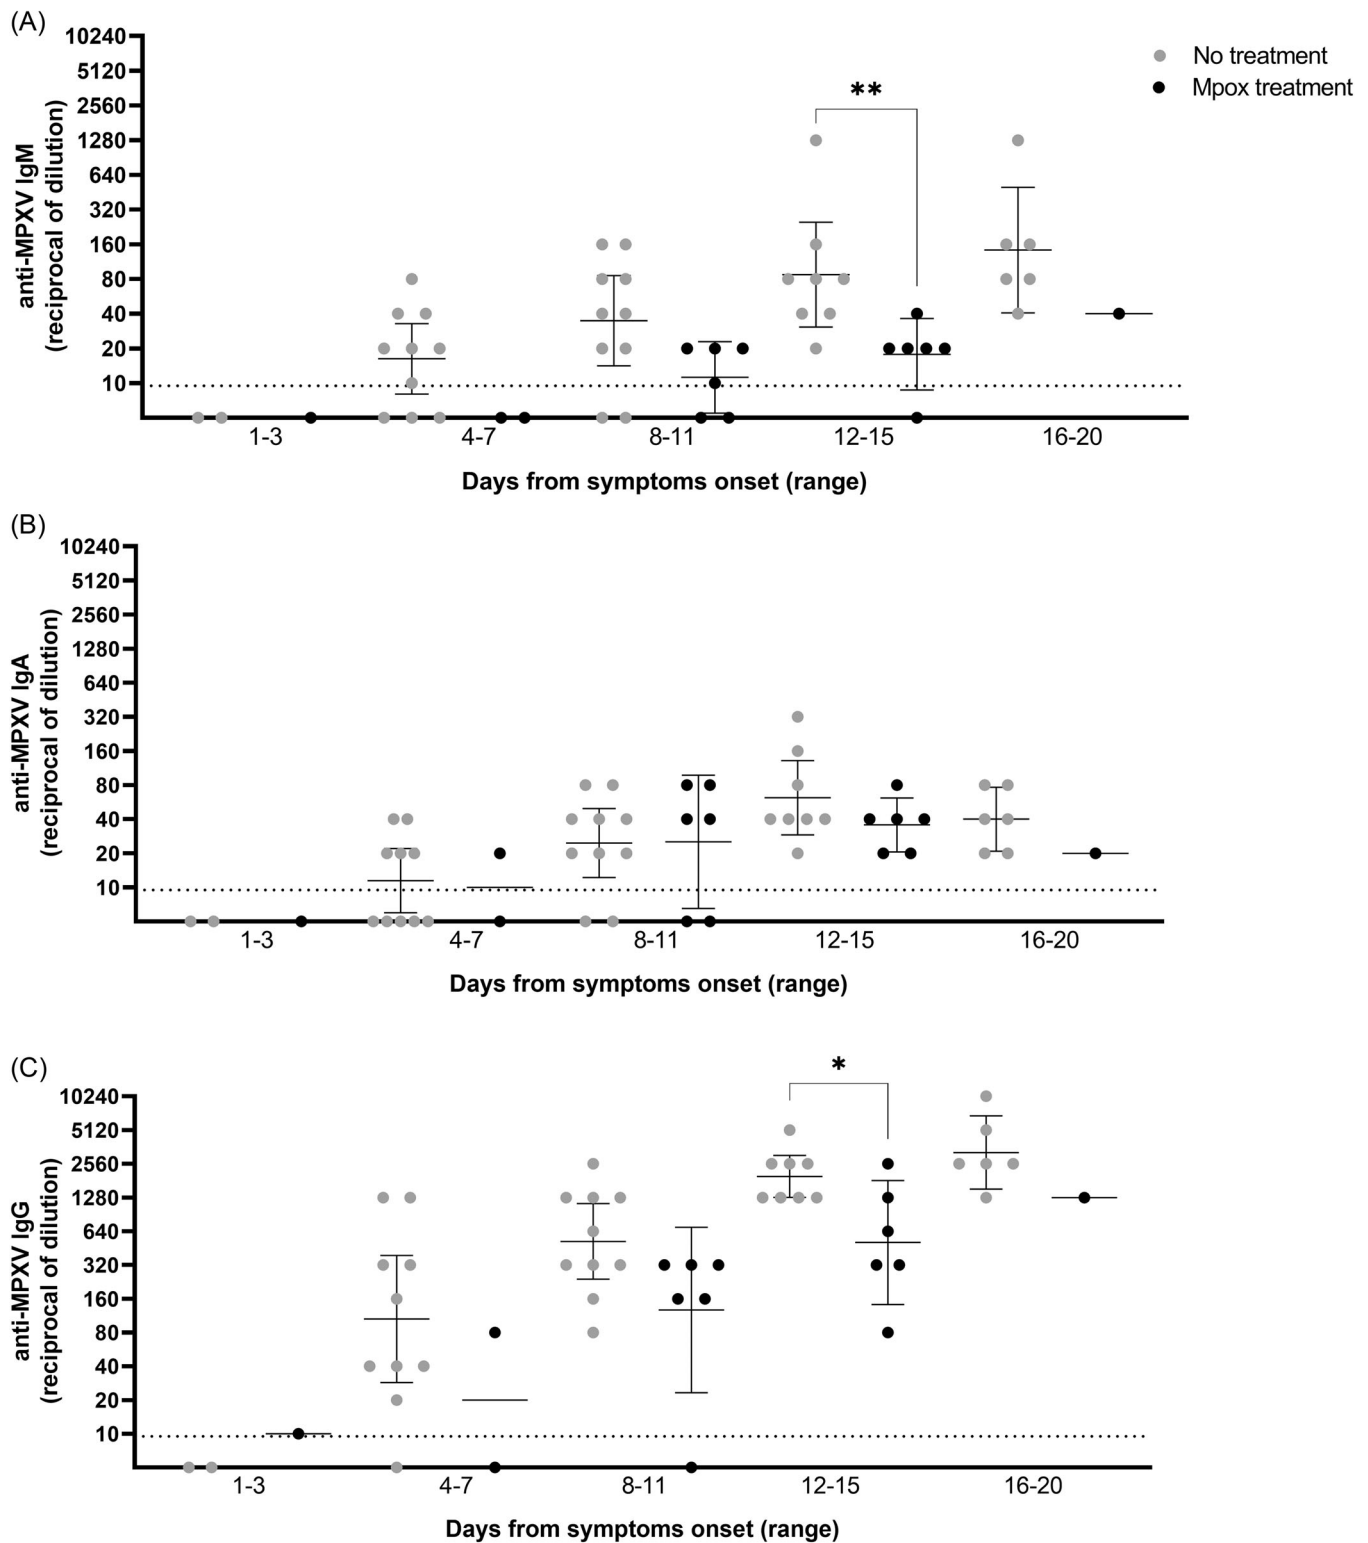 (A)
10240
5120
2560
1280
640
320
160
80
40
20
10
anti-MPXV IgM
(reciprocal of dilution)
**
No treatment
Mpox treatment
1-3 4-7 8-11 12-15 16-20
Days from symptoms onset (range)
(B)
10240
5120
2560
1280
640
320
160
80
40
20
10
anti-MPXV IgA
(reciprocal of dilution)
1-3 4-7 8-11 12-15 16-20
Days from symptoms onset (range)
(C)
10240
5120
2560
1280
640
320
160
80
40
20
10
anti-MPXV IgG
(reciprocal of dilution)
*
1-3 4-7 8-11 12-15 16-20
Days from symptoms onset (range)